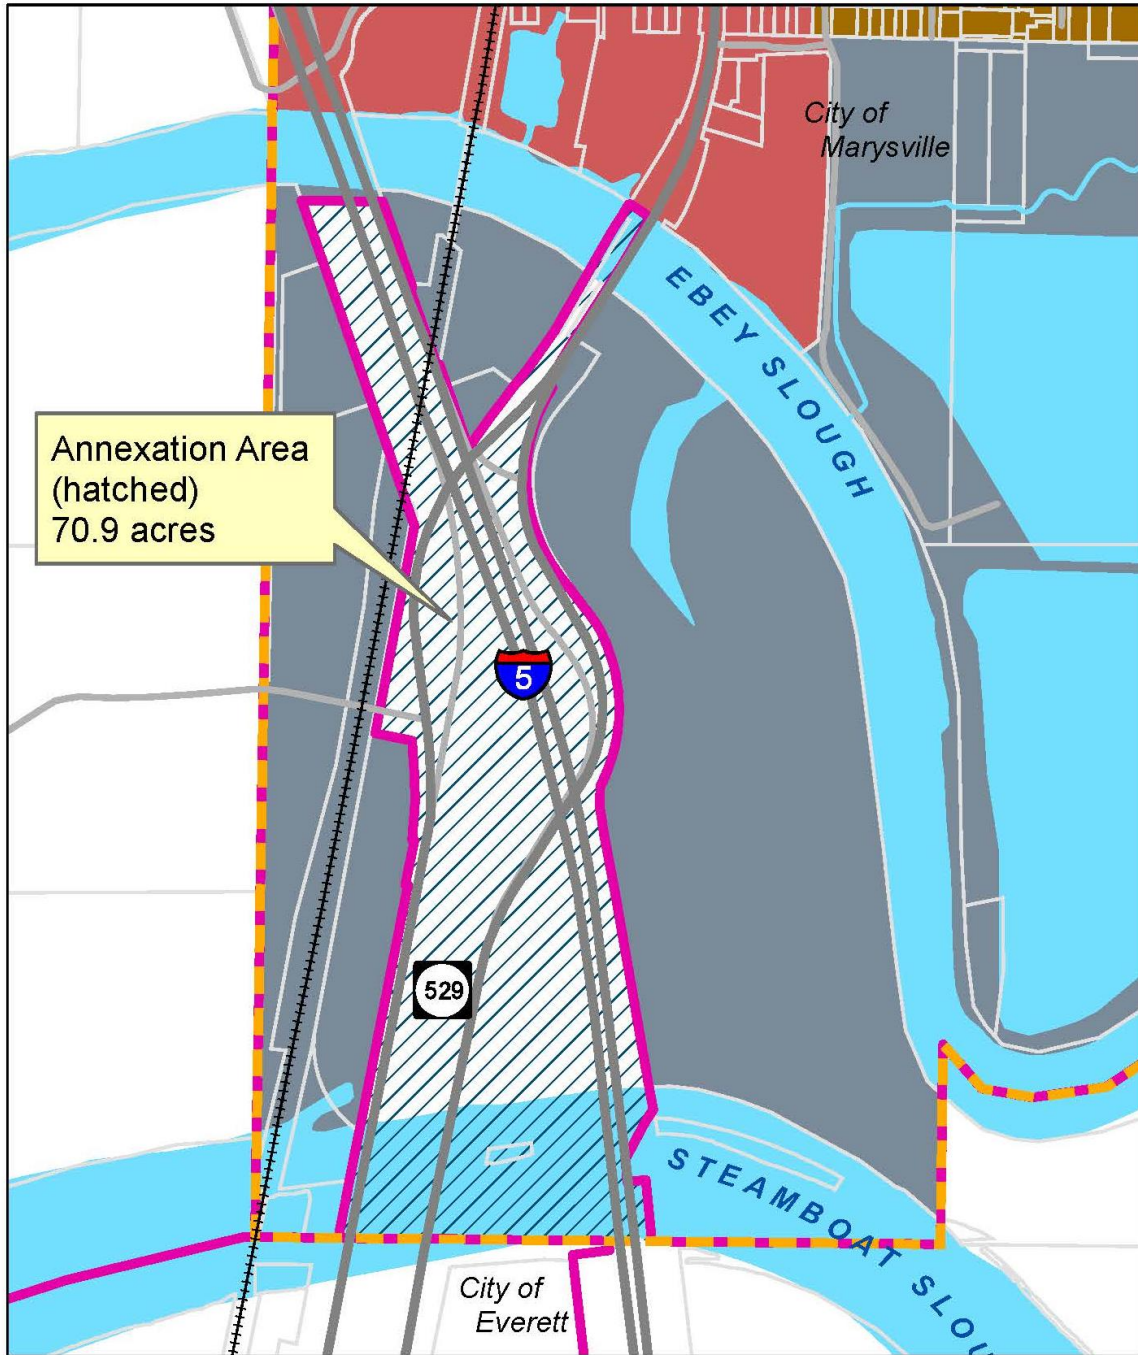 City of
Marysville
EBEY SLOUGH
Annexation Area
(hatched)
70.9 acres
5
529
STEAMBOAT SLOU
City of
Everett